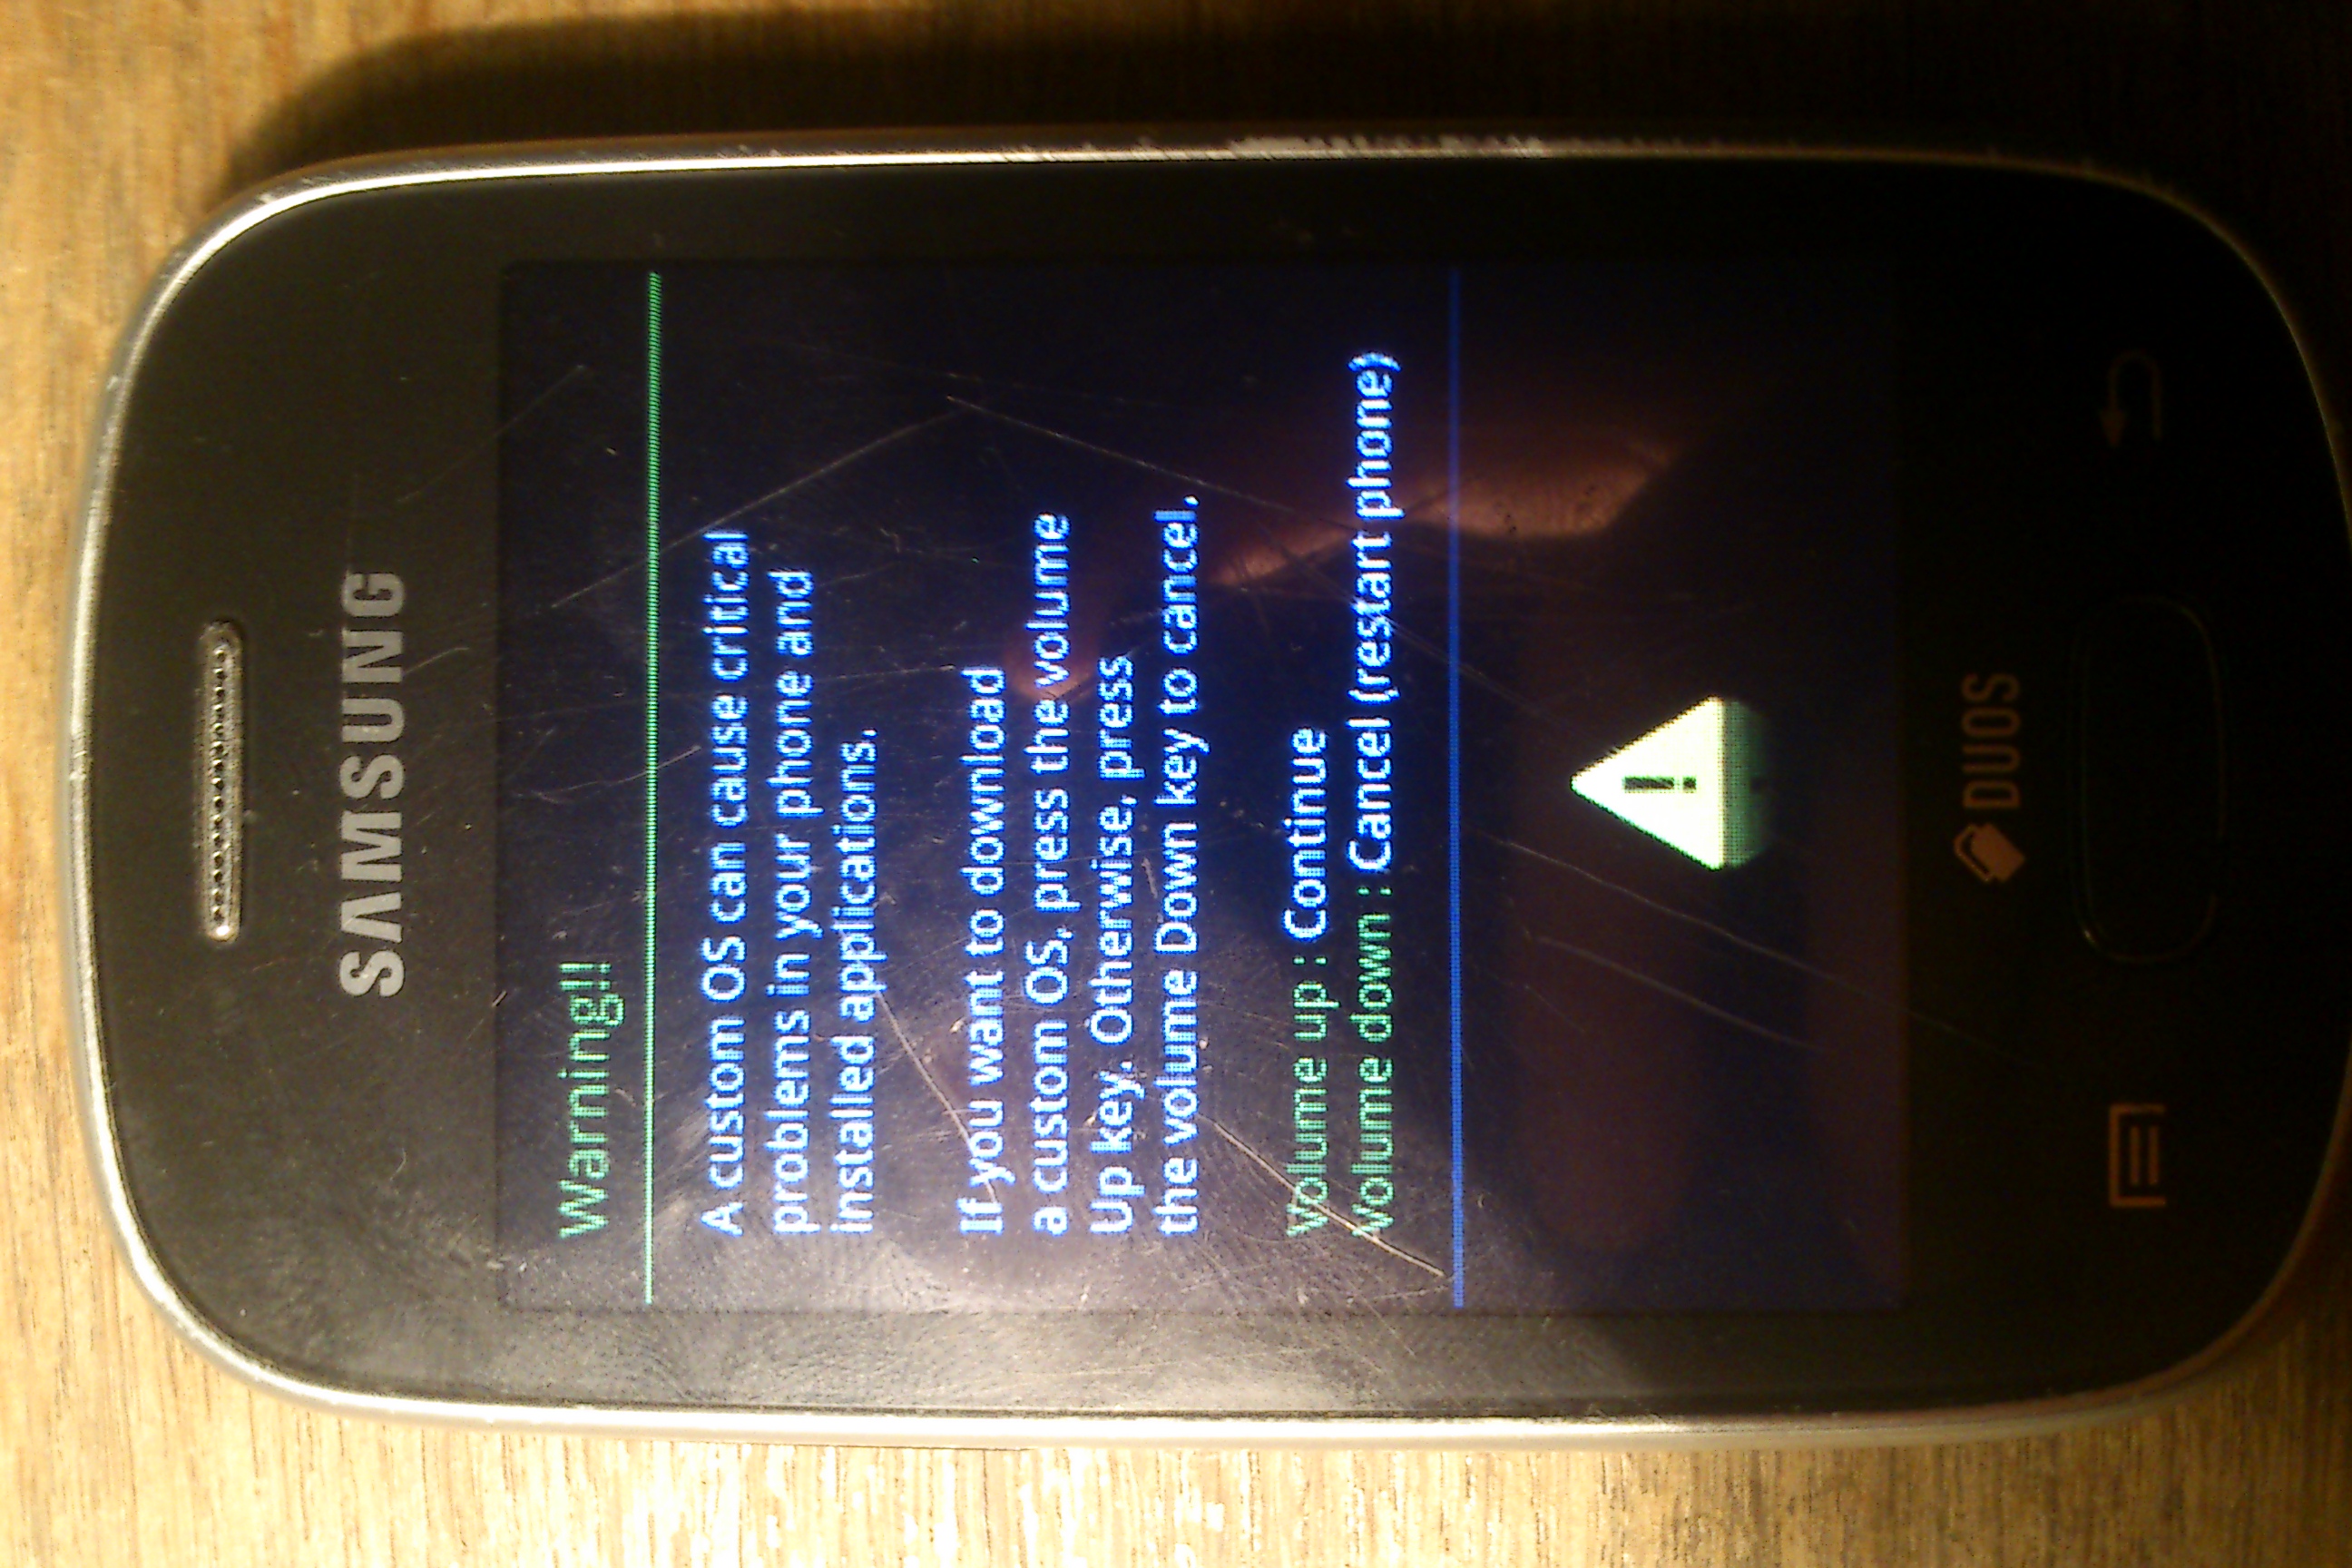 SAMSUNG
Warning!!
A custom OS can cause critical
problems in your phone and
installed applications.
If you want to download
a custom OS, press the volume
Up key. Otherwise, press
the volume Down key to cancel.
Volume up : Continue
Volume down : Cancel (restart phone)
!
DUOS